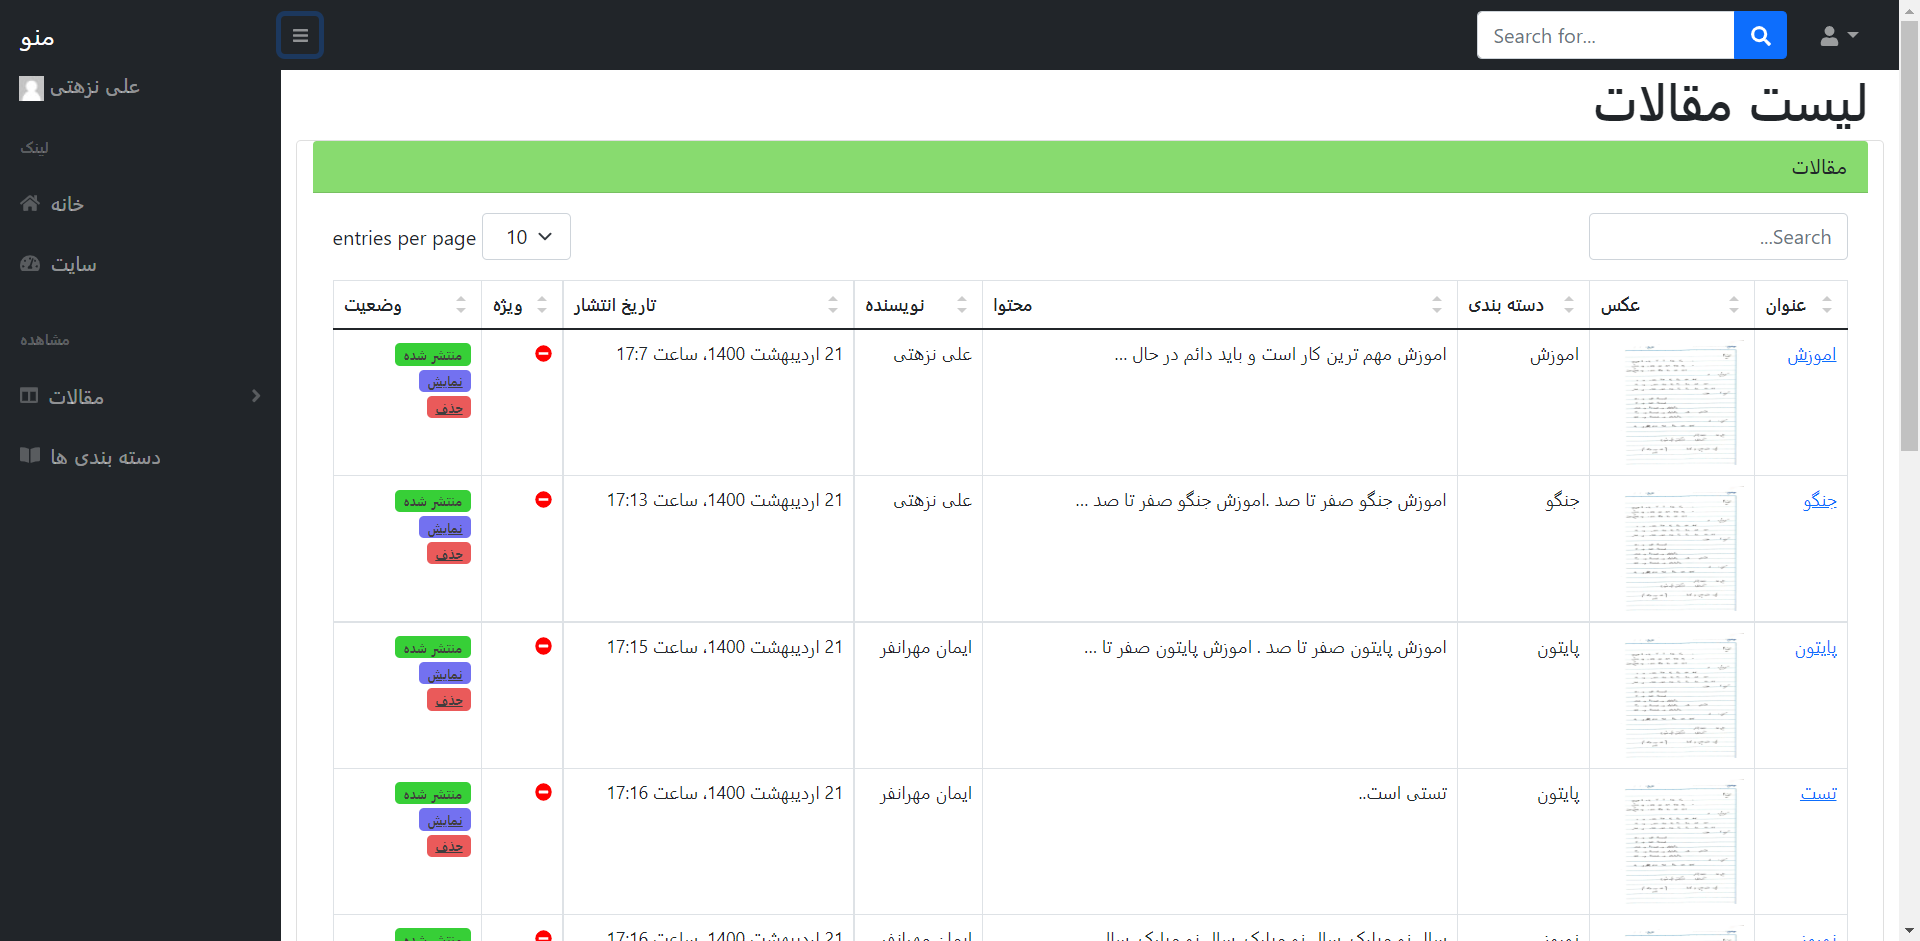 منو
Search for...
علی نزهتی
لینک
خانه
سایت
مشاهده
مقالات
دسته بندی ها
لیست مقالات
مقالات
entries per page 10
Search...
عنوان عکس دسته بندی محتوا نویسنده تاریخ انتشار ویژه وضعیت
اموزش اموزش اموزش مهم ترین کار است و باید دائم در حال ... علی نزهتی 21 اردیبهشت 1400، ساعت 17:7 منتشر شده
نمایش
حذف
جنگو جنگو اموزش جنگو صفر تا صد .اموزش جنگو صفر تا صد ... علی نزهتی 21 اردیبهشت 1400، ساعت 17:13 منتشر شده
نمایش
حذف
پایتون پایتون اموزش پایتون صفر تا صد . اموزش پایتون صفر تا ... ایمان مهرانفر 21 اردیبهشت 1400، ساعت 17:15 منتشر شده
نمایش
حذف
تست پایتون تستی است.. ایمان مهرانفر 21 اردیبهشت 1400، ساعت 17:16 منتشر شده
نمایش
حذف
ایمان مهرانفر 21 اردیبهشت 1400، ساعت 17:16 منتشر شده